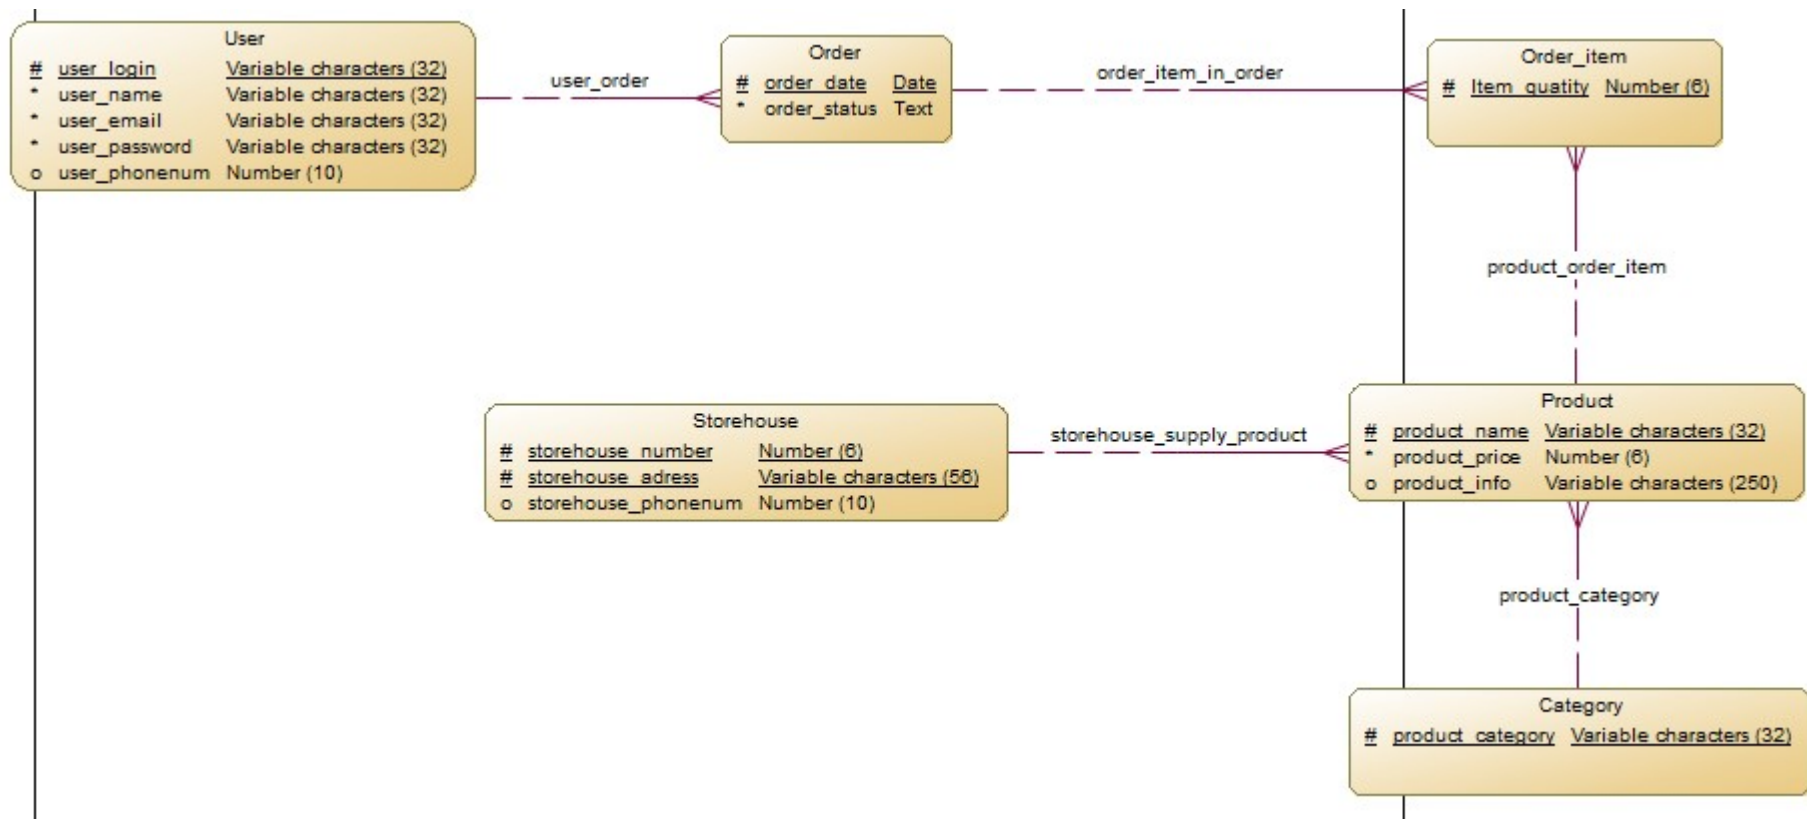 User
# user_login Variable characters (32)
* user_name Variable characters (32)
* user_email Variable characters (32)
* user_password Variable characters (32)
o user_phonenum Number (10)
user_order
Order
# order_date Date
* order_status Text
order_item_in_order
Order_item
# Item_quatity Number (6)
product_order_item
Storehouse
# storehouse_number Number (6)
# storehouse_adress Variable characters (56)
o storehouse_phonenum Number (10)
storehouse_supply_product
Product
# product_name Variable characters (32)
* product_price Number (6)
o product_info Variable characters (250)
product_category
Category
# product_category Variable characters (32)